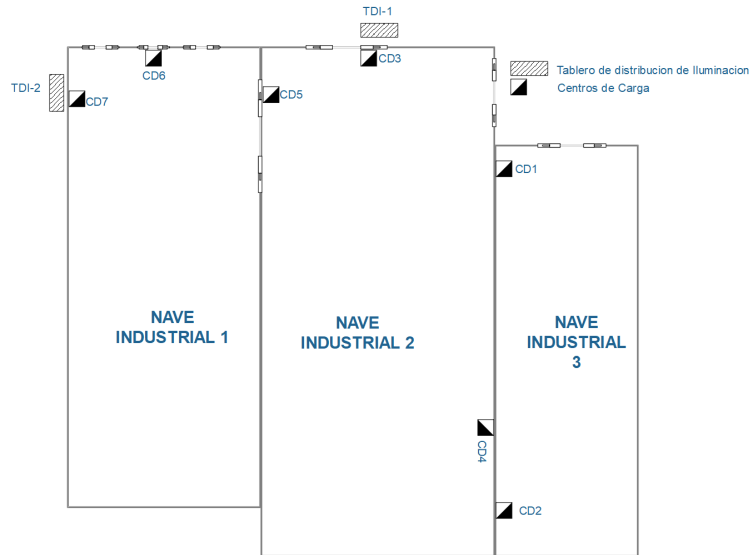 TDI-1
CD6
CD3
TDI-2
CD7
CD5
Tablero de distribucion de Iluminacion
Centros de Carga
CD1
NAVE
INDUSTRIAL 1
NAVE
INDUSTRIAL 2
NAVE
INDUSTRIAL
3
CD4
CD2